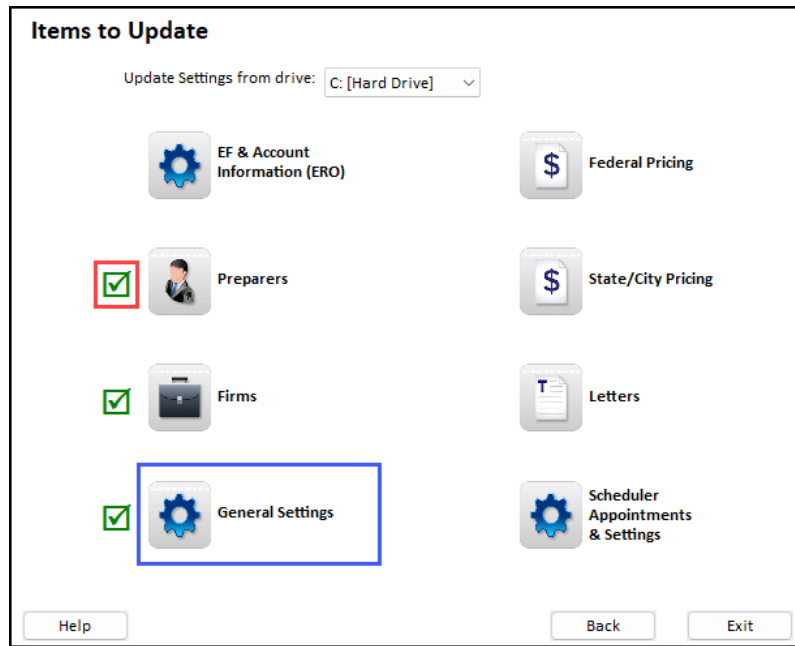 Items to Update
Update Settings from drive: C: [Hard Drive]
EF & Account
Information (ERO)
Federal Pricing
$
Preparers
State/City Pricing
$
Firms
Letters
T
General Settings
Scheduler
Appointments
& Settings
Help
Back
Exit